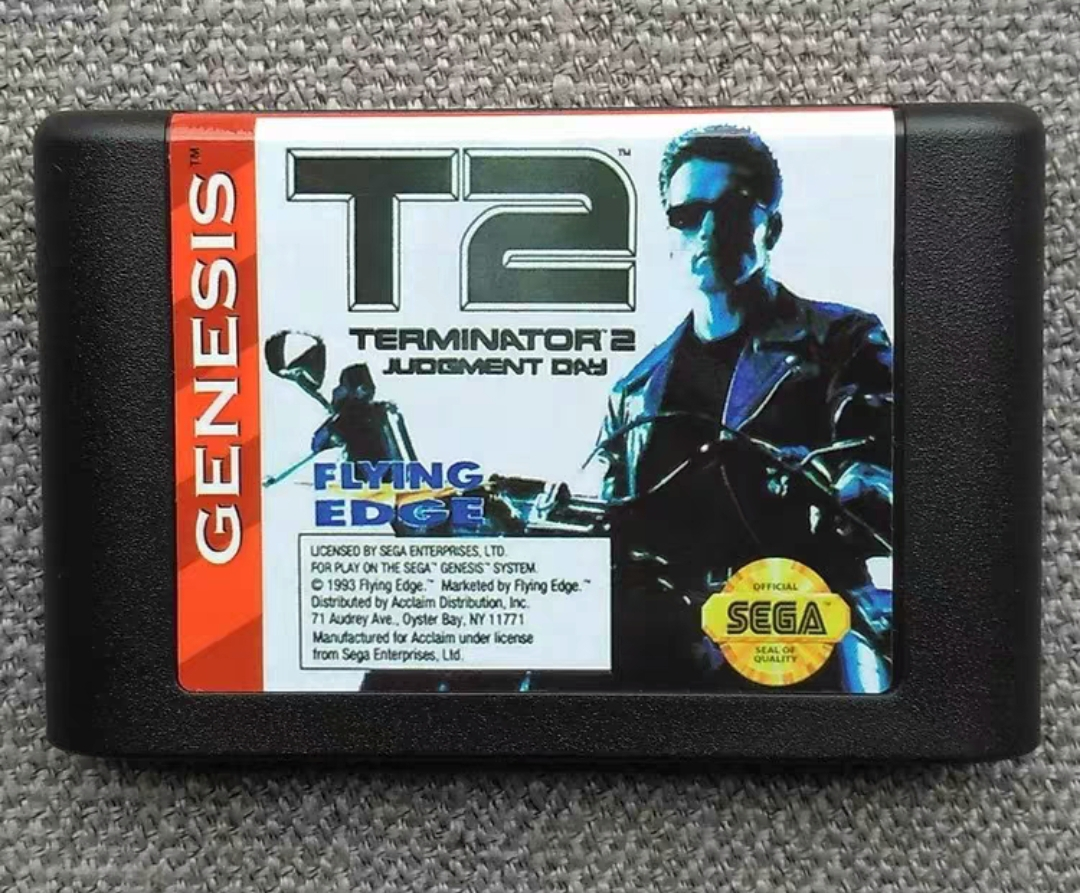 GENESIS™
T2™
TERMINATOR™ 2
JUDGMENT DAY
FLYING
EDGE
LICENSED BY SEGA ENTERPRISES, LTD.
FOR PLAY ON THE SEGA™ GENESIS™ SYSTEM.
© 1993 Flying Edge.™ Marketed by Flying Edge.™
Distributed by Acclaim Distribution, Inc.
71 Audrey Ave., Oyster Bay, NY 11771
Manufactured for Acclaim under license
from Sega Enterprises, Ltd.
OFFICIAL
SEGA™
SEAL OF
QUALITY